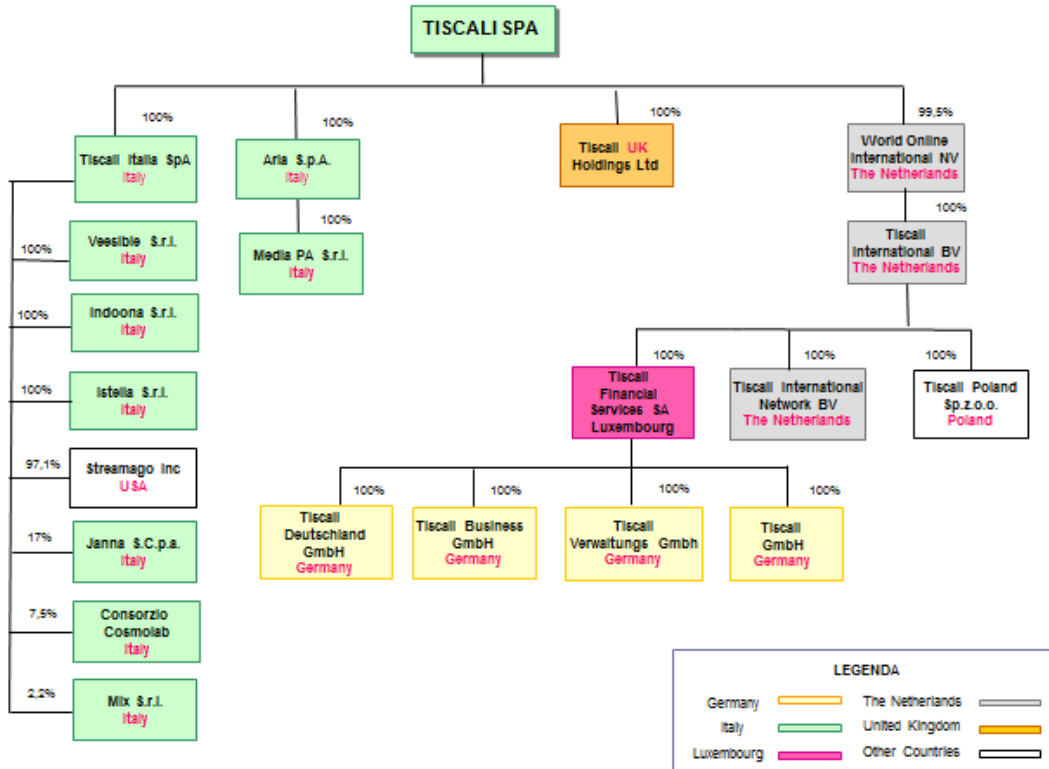 TISCALI SPA
100%
100%
100%
99,5%
Tiscali Italia SpA
Italy
Aria S.p.A.
Italy
Tiscali UK
Holdings Ltd
World Online
International NV
The Netherlands
100%
100%
100%
Veesible S.r.l.
Italy
Media PA S.r.l.
Italy
Tiscali
International BV
The Netherlands
100%
Indoona S.r.l.
Italy
100%
100%
100%
100%
Istella S.r.l.
Italy
Tiscali
Financial
Services SA
Luxembourg
Tiscali International
Network BV
The Netherlands
Tiscali Poland
Sp.z.o.o.
Poland
97,1%
Streamago Inc
USA
100%
100%
100%
100%
17%
Janna S.C.p.a.
Italy
Tiscali
Deutschland
GmbH
Germany
Tiscali Business
GmbH
Germany
Tiscali
Verwaltungs Gmbh
Germany
Tiscali
GmbH
Germany
7,5%
Consorzio
Cosmolab
Italy
2,2%
Mix S.r.l.
Italy
LEGENDA
Germany
The Netherlands
Italy
United Kingdom
Luxembourg
Other Countries